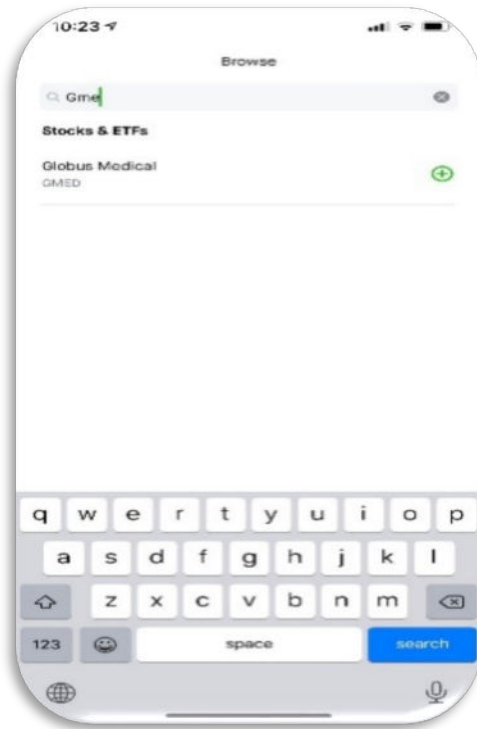 10:23
Browse
Gme
Stocks & ETFs
Globus Medical
GMED
q w e r t y u i o p
a s d f g h j k l
z x c v b n m
123 space search